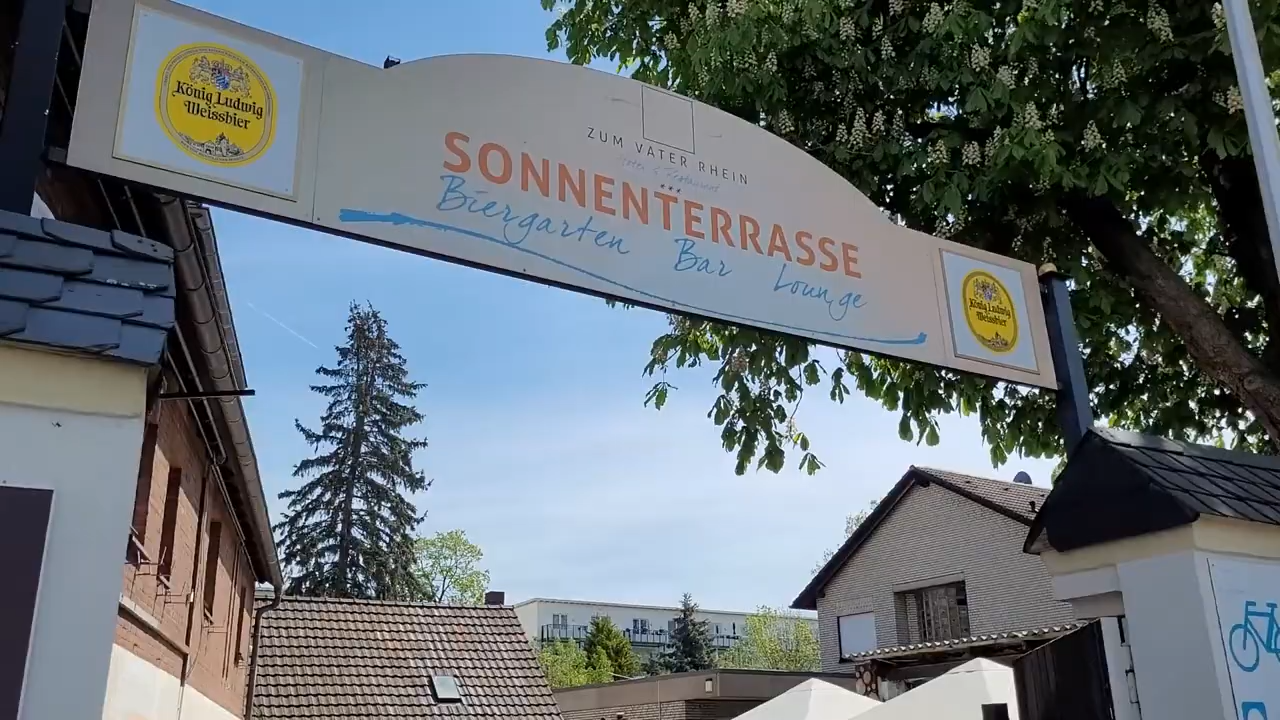 König Ludwig
Weissbier
ZUM VATER RHEIN
SONNENTERRASSE
Biergarten Bar Lounge
König Ludwig
Weissbier